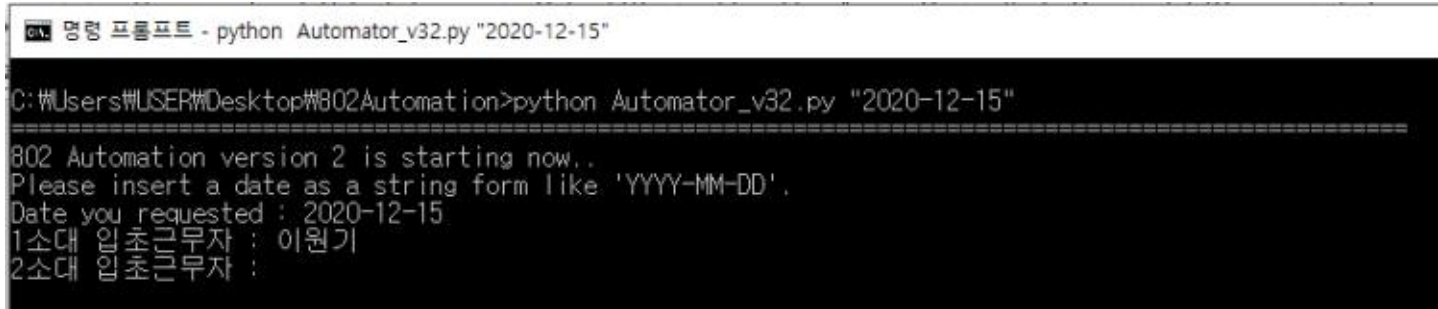 명령 프롬프트 - python Automator_v32.py "2020-12-15"
C:₩Users₩USER₩Desktop₩802Automation>python Automator_v32.py "2020-12-15"
====================================================================================================
802 Automation version 2 is starting now..
Please insert a date as a string form like 'YYYY-MM-DD'.
Date you requested : 2020-12-15
1소대 입초근무자 : 이원기
2소대 입초근무자 :